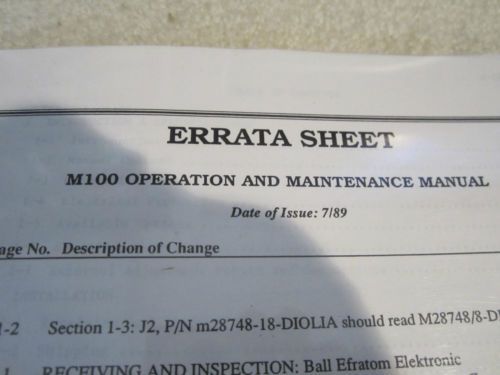 ERRATA SHEET
M100 OPERATION AND MAINTENANCE MANUAL
Date of Issue: 7/89
age No. Description of Change
1-2 Section 1-3: J2, P/N m28748-18-DIOLIA should read M28748/8-D
1 RECEIVING AND INSPECTION: Ball Efratom Elektronic